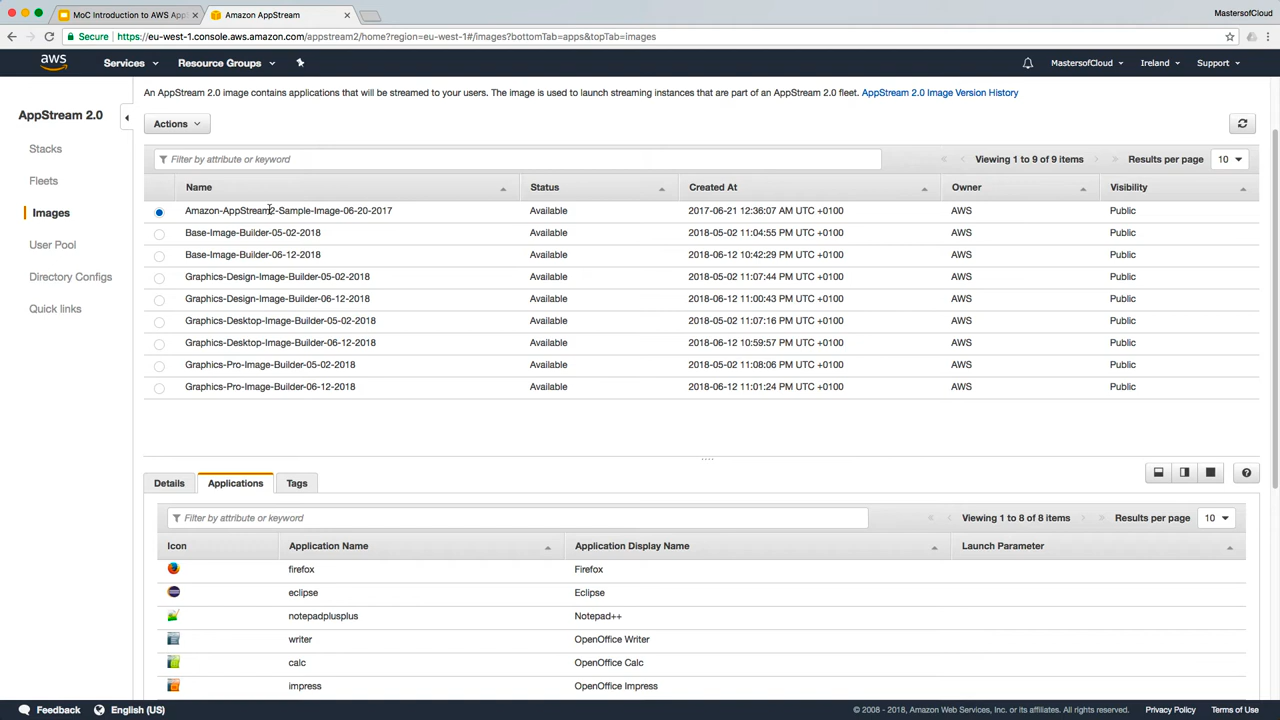 MoC Introduction to AWS App
Amazon AppStream
MastersofCloud
Secure https://eu-west-1.console.aws.amazon.com/appstream2/home?region=eu-west-1#/images?bottomTab=apps&topTab=images
aws Services Resource Groups MastersofCloud Ireland Support
AppStream 2.0
Stacks
Fleets
Images
User Pool
Directory Configs
Quick links
An AppStream 2.0 image contains applications that will be streamed to your users. The image is used to launch streaming instances that are part of an AppStream 2.0 fleet. AppStream 2.0 Image Version History
Actions
Filter by attribute or keyword Viewing 1 to 9 of 9 items Results per page 10
Name Status Created At Owner Visibility
Amazon-AppStream2-Sample-Image-06-20-2017 Available 2017-06-21 12:36:07 AM UTC +0100 AWS Public
Base-Image-Builder-05-02-2018 Available 2018-05-02 11:04:55 PM UTC +0100 AWS Public
Base-Image-Builder-06-12-2018 Available 2018-06-12 10:42:29 PM UTC +0100 AWS Public
Graphics-Design-Image-Builder-05-02-2018 Available 2018-05-02 11:07:44 PM UTC +0100 AWS Public
Graphics-Design-Image-Builder-06-12-2018 Available 2018-06-12 11:00:43 PM UTC +0100 AWS Public
Graphics-Desktop-Image-Builder-05-02-2018 Available 2018-05-02 11:07:16 PM UTC +0100 AWS Public
Graphics-Desktop-Image-Builder-06-12-2018 Available 2018-06-12 10:59:57 PM UTC +0100 AWS Public
Graphics-Pro-Image-Builder-05-02-2018 Available 2018-05-02 11:08:06 PM UTC +0100 AWS Public
Graphics-Pro-Image-Builder-06-12-2018 Available 2018-06-12 11:01:24 PM UTC +0100 AWS Public
Details Applications Tags
Filter by attribute or keyword Viewing 1 to 8 of 8 items Results per page 10
Icon Application Name Application Display Name Launch Parameter
firefox Firefox
eclipse Eclipse
notepadplusplus Notepad++
writer OpenOffice Writer
calc OpenOffice Calc
impress OpenOffice Impress
Feedback English (US) © 2008 - 2018, Amazon Web Services, Inc. or its affiliates. All rights reserved. Privacy Policy Terms of Use